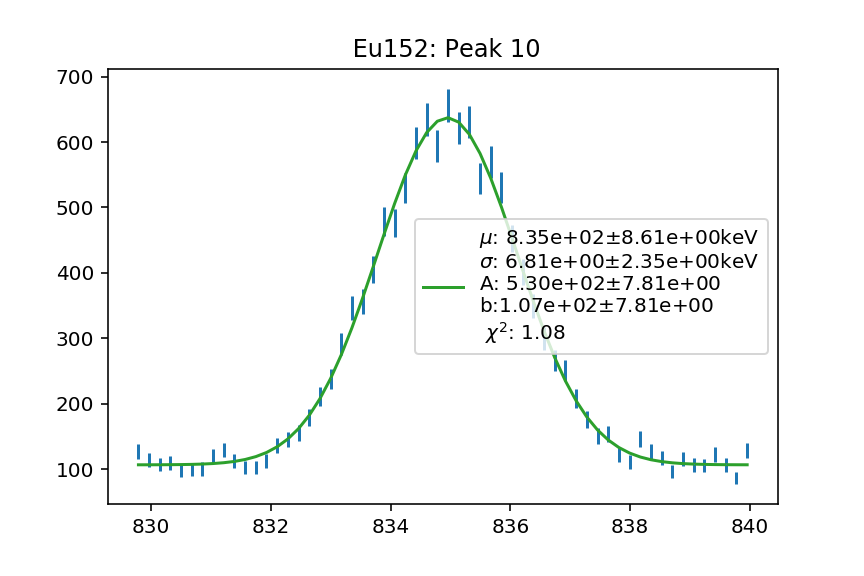 Eu152: Peak 10
700
600
500
400
300
200
100
μ: 8.35e+02±8.61e+00keV
σ: 6.81e+00±2.35e+00keV
A: 5.30e+02±7.81e+00
b:1.07e+02±7.81e+00
χ²: 1.08
830 832 834 836 838 840